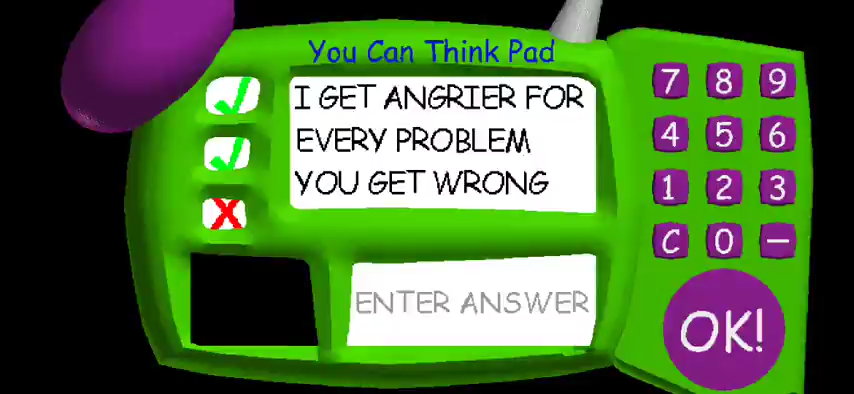 You Can Think Pad
I GET ANGRIER FOR
EVERY PROBLEM
YOU GET WRONG
ENTER ANSWER
7 8 9
4 5 6
1 2 3
C 0 −
OK!